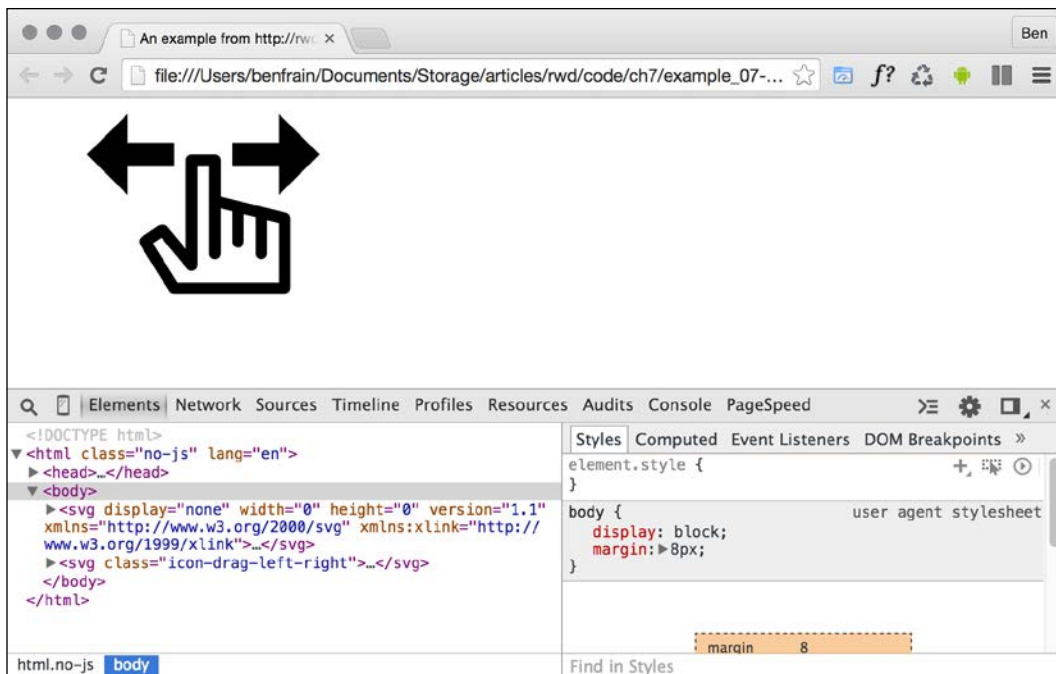 An example from http://rwd ×
Ben
file:///Users/benfrain/Documents/Storage/articles/rwd/code/ch7/example_07-...
f?
Elements Network Sources Timeline Profiles Resources Audits Console PageSpeed
<!DOCTYPE html>
▼<html class="no-js" lang="en">
▶<head>…</head>
▼<body>
▶<svg display="none" width="0" height="0" version="1.1"
xmlns="http://www.w3.org/2000/svg" xmlns:xlink="http://
www.w3.org/1999/xlink">…</svg>
▶<svg class="icon-drag-left-right">…</svg>
</body>
</html>
html.no-js body
Styles Computed Event Listeners DOM Breakpoints »
element.style {
}
body { user agent stylesheet
display: block;
margin:▶8px;
}
margin 8
Find in Styles